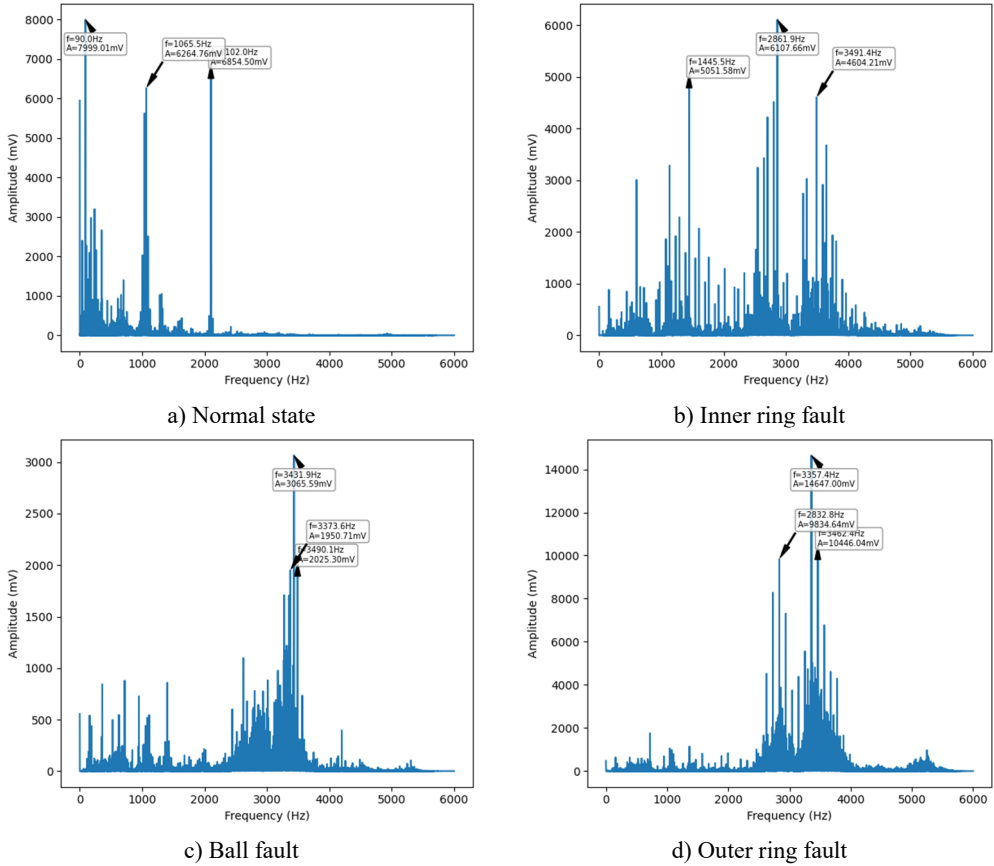 8000
7000
6000
5000
4000
3000
2000
1000
0
Amplitude (mV)
f=90.0Hz
A=7999.01mV
f=1065.5Hz
A=6264.76mV
102.0Hz
A=6854.50mV
0 1000 2000 3000 4000 5000 6000
Frequency (Hz)
a) Normal state
6000
5000
4000
3000
2000
1000
0
Amplitude (mV)
f=2861.9Hz
A=6107.66mV
f=3491.4Hz
A=4604.21mV
f=1445.5Hz
A=5051.58mV
0 1000 2000 3000 4000 5000 6000
Frequency (Hz)
b) Inner ring fault
3000
2500
2000
1500
1000
500
0
Amplitude (mV)
f=3431.9Hz
A=3065.59mV
f=3373.6Hz
A=1950.71mV
f=3490.1Hz
A=2025.30mV
0 1000 2000 3000 4000 5000 6000
Frequency (Hz)
c) Ball fault
14000
12000
10000
8000
6000
4000
2000
0
Amplitude (mV)
f=3357.4Hz
A=14647.00mV
f=2832.8Hz
A=9834.64mV
f=3462.4Hz
A=10446.04mV
0 1000 2000 3000 4000 5000 6000
Frequency (Hz)
d) Outer ring fault